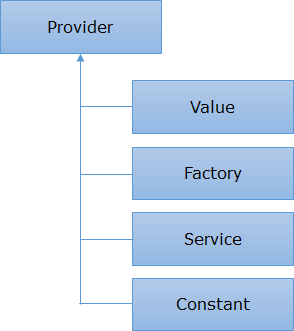 Provider
Value
Factory
Service
Constant